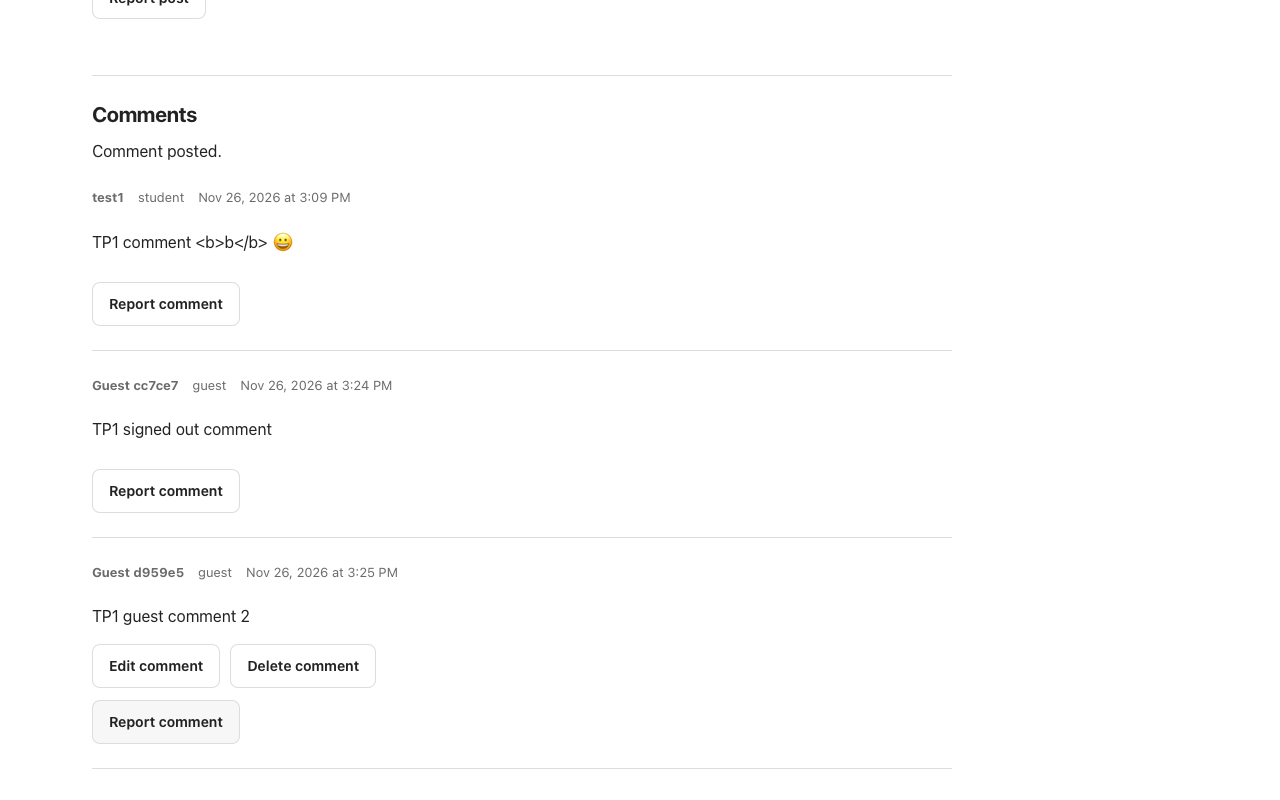 Report post
Comments
Comment posted.
test1 student Nov 26, 2026 at 3:09 PM
TP1 comment <b>b</b> 😀
Report comment
Guest cc7ce7 guest Nov 26, 2026 at 3:24 PM
TP1 signed out comment
Report comment
Guest d959e5 guest Nov 26, 2026 at 3:25 PM
TP1 guest comment 2
Edit comment Delete comment
Report comment